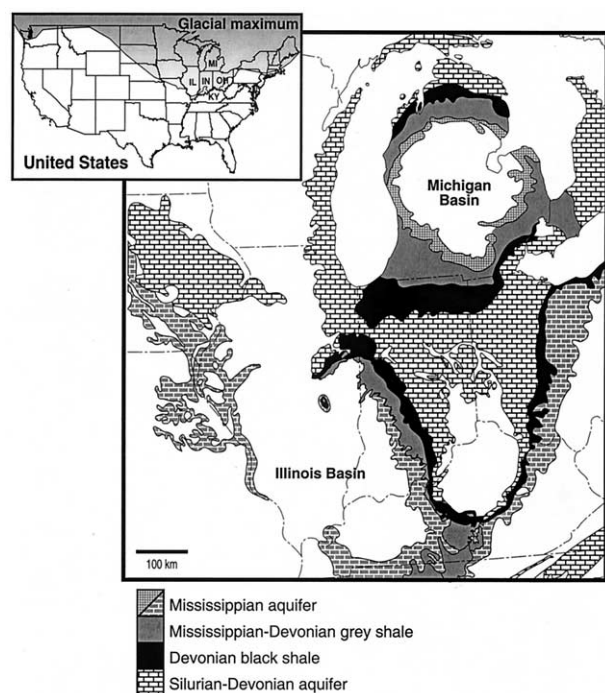 Glacial maximum
MI
IL
IN
OH
KY
United States
Michigan
Basin
Illinois Basin
100 km
Mississippian aquifer
Mississippian-Devonian grey shale
Devonian black shale
Silurian-Devonian aquifer